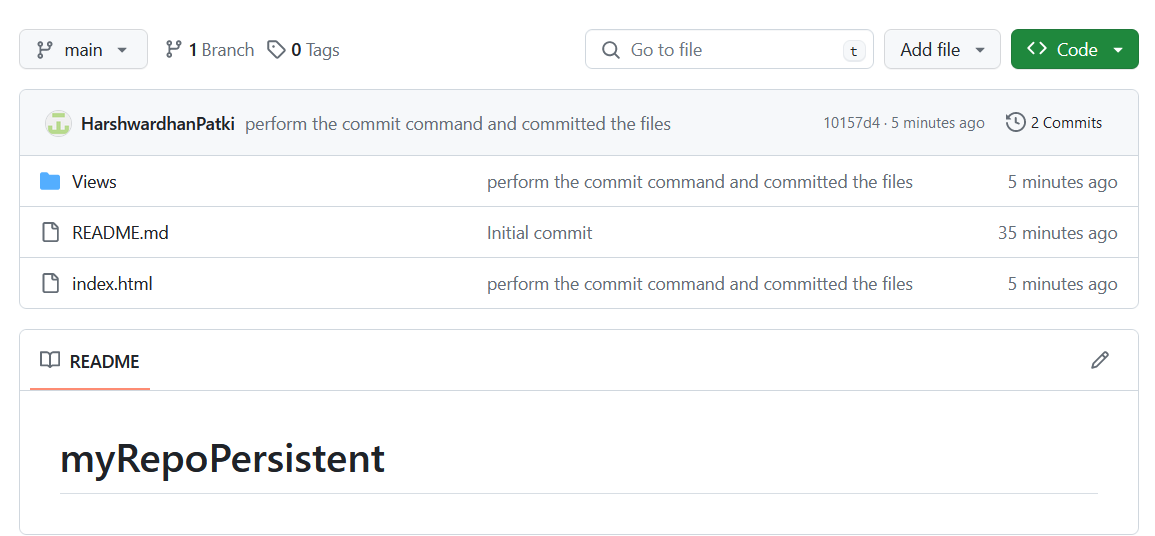 main 1 Branch 0 Tags Go to file t Add file Code
HarshwardhanPatki perform the commit command and committed the files 10157d4 · 5 minutes ago 2 Commits
Views perform the commit command and committed the files 5 minutes ago
README.md Initial commit 35 minutes ago
index.html perform the commit command and committed the files 5 minutes ago
README
myRepoPersistent